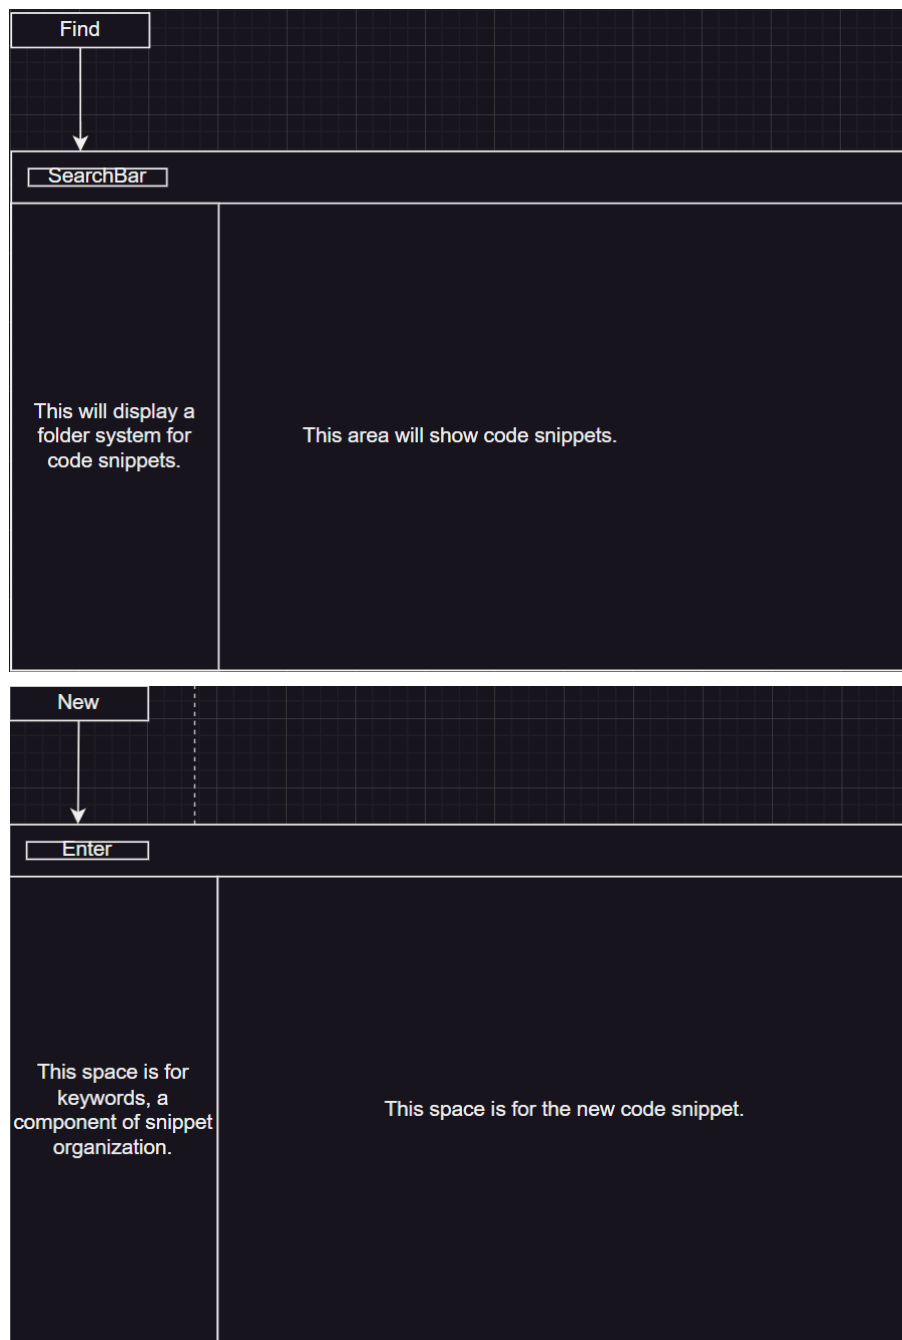 Find
SearchBar
This will display a
folder system for
code snippets.
This area will show code snippets.
New
Enter
This space is for
keywords, a
component of snippet
organization.
This space is for the new code snippet.